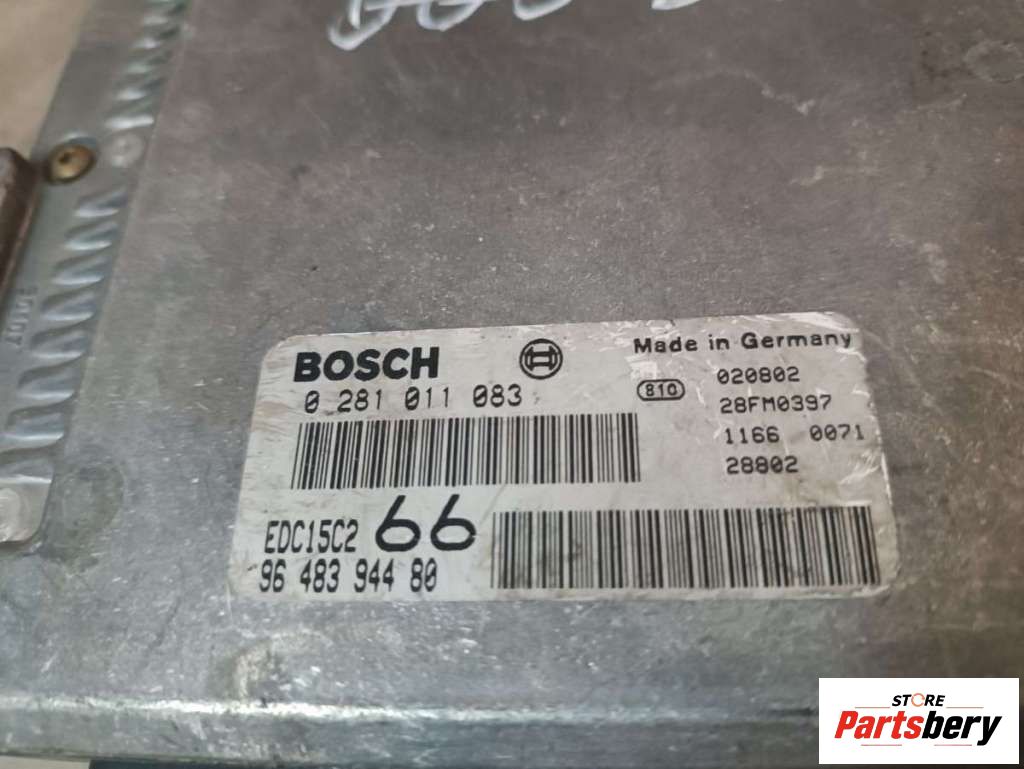 BOSCH
Made in Germany
0 281 011 083
810
020802
28FM0397
1166 0071
28802
EDC15C2
66
96 483 944 80
STORE
Partsbery